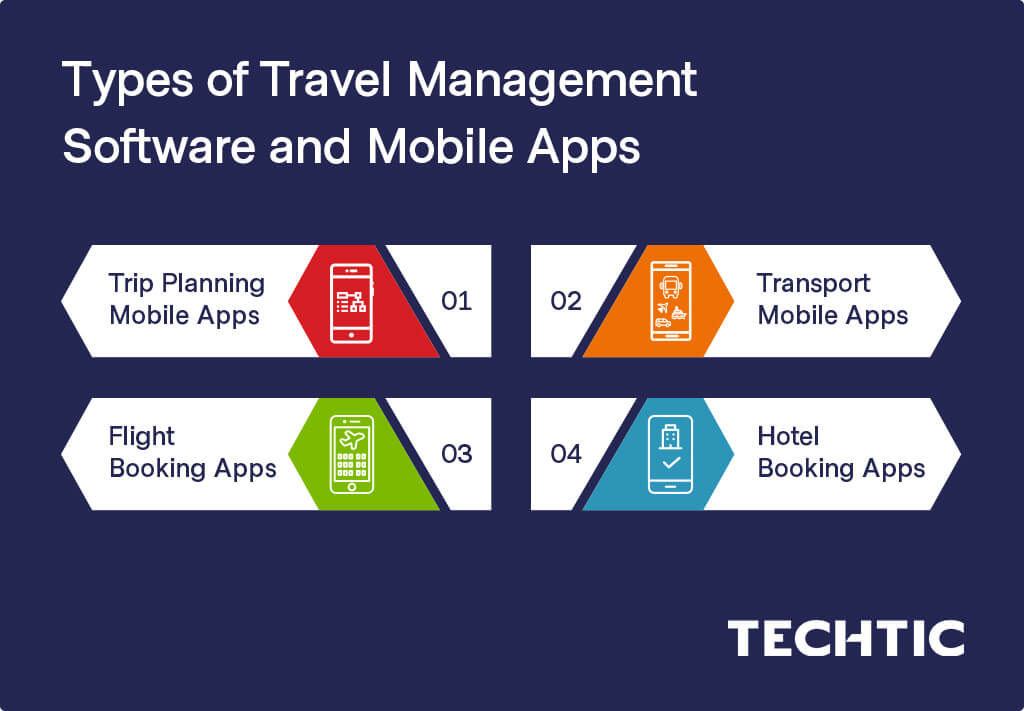 Types of Travel Management
Software and Mobile Apps
Trip Planning
Mobile Apps
01
02
Transport
Mobile Apps
Flight
Booking Apps
03
04
Hotel
Booking Apps
TECHTIC